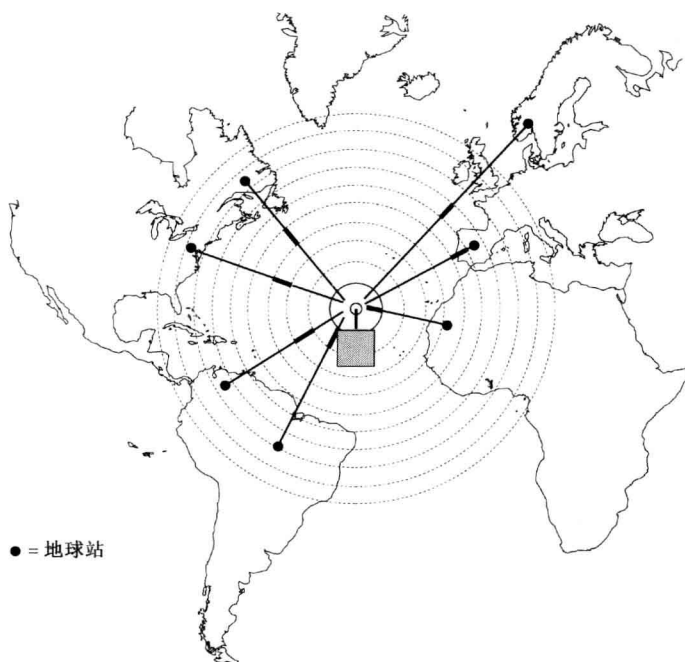 ● = 地球站